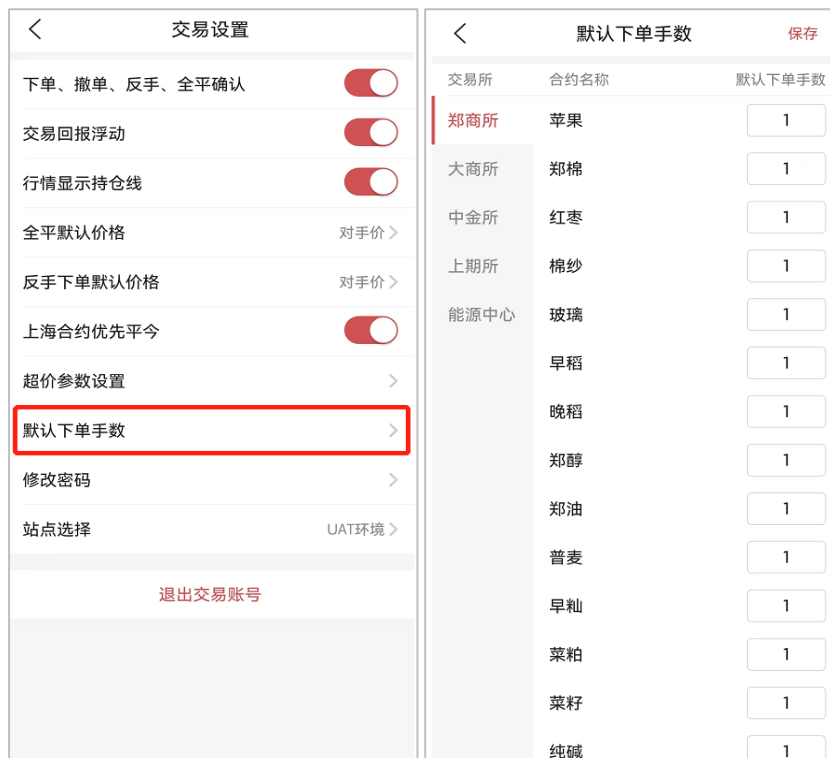 交易设置
下单、撤单、反手、全平确认
交易回报浮动
行情显示持仓线
全平默认价格 对手价
反手下单默认价格 对手价
上海合约优先平今
超价参数设置
默认下单手数
修改密码
站点选择 UAT环境
退出交易账号
默认下单手数 保存
交易所 合约名称 默认下单手数
郑商所 苹果 1
大商所 郑棉 1
中金所 红枣 1
上期所 棉纱 1
能源中心 玻璃 1
早稻 1
晚稻 1
郑醇 1
郑油 1
普麦 1
早籼 1
菜粕 1
菜籽 1
纯碱 1